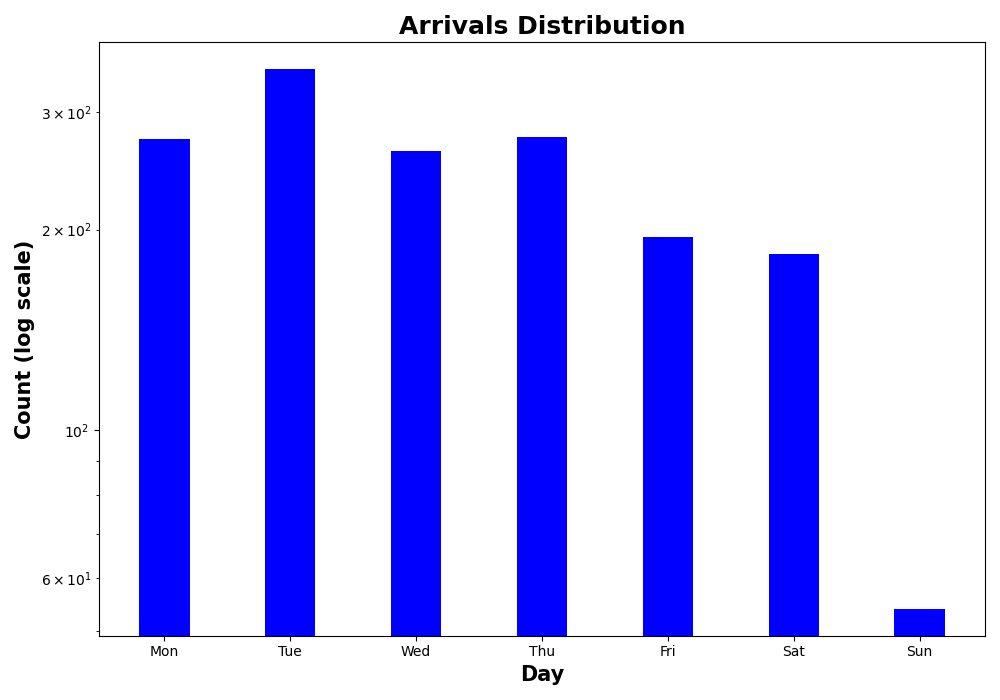 Arrivals Distribution
Count (log scale)
3 × 10²
2 × 10²
10²
6 × 10¹
Mon Tue Wed Thu Fri Sat Sun
Day